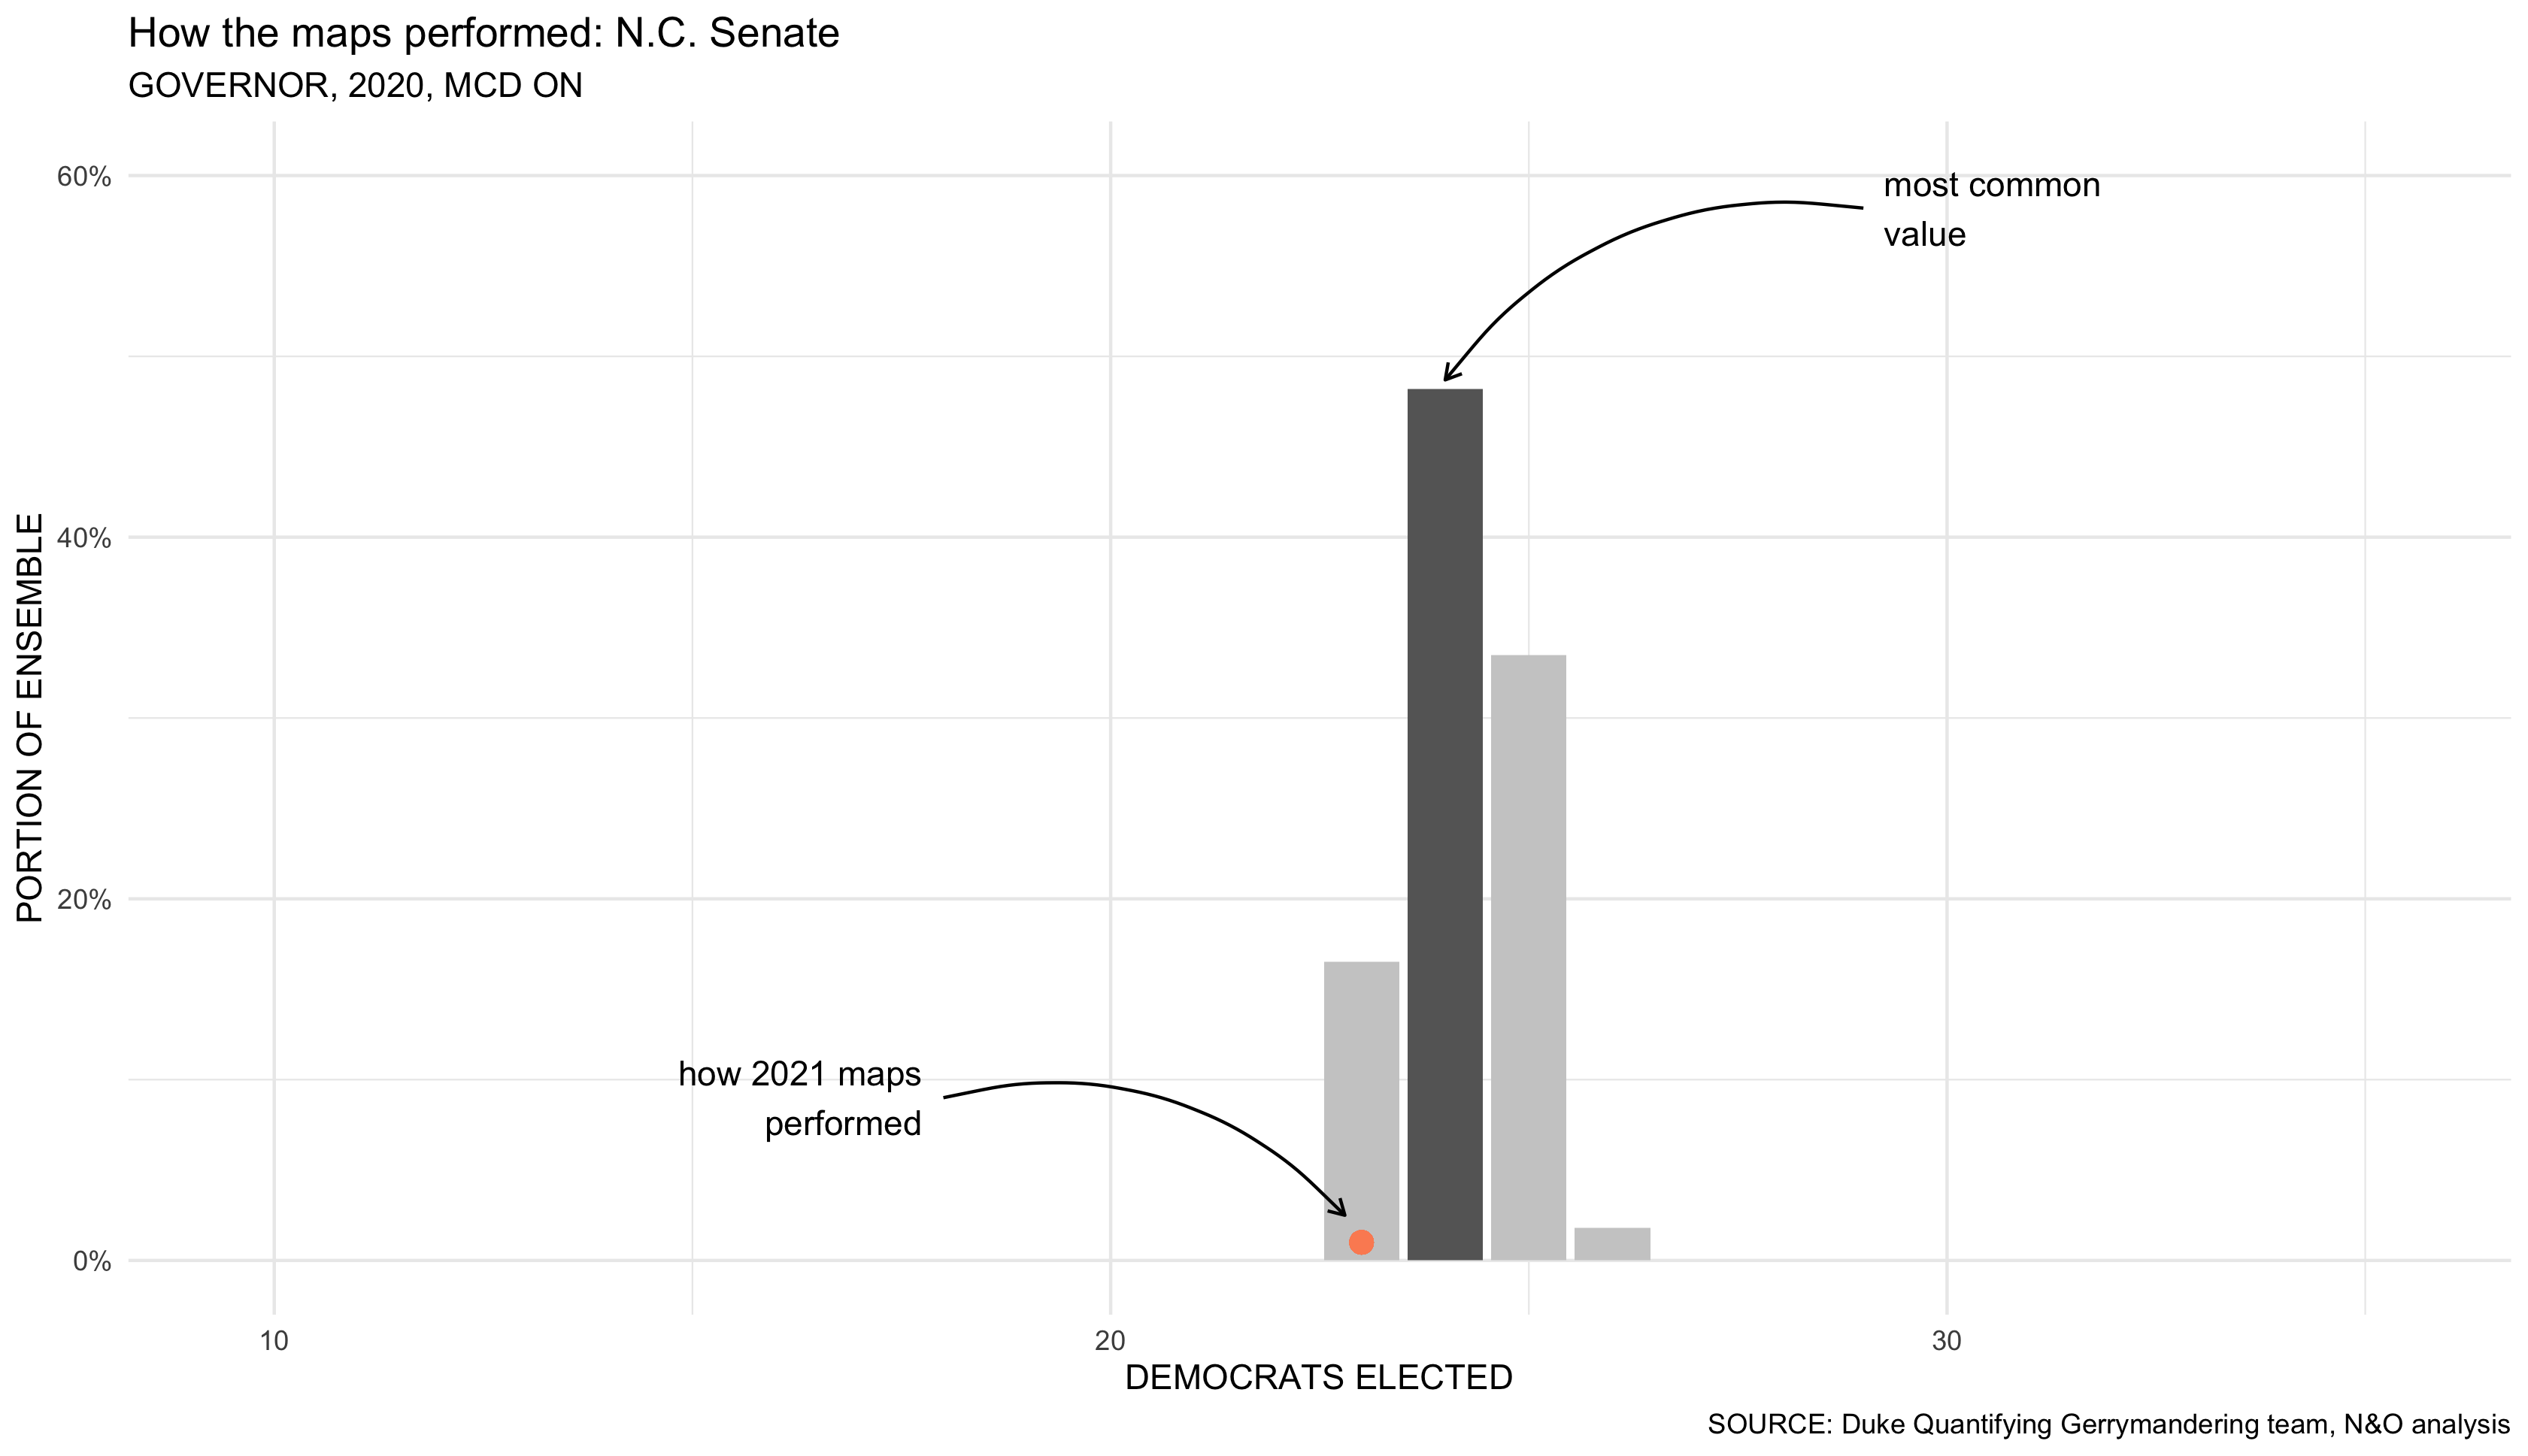 How the maps performed: N.C. Senate
GOVERNOR, 2020, MCD ON
PORTION OF ENSEMBLE
60%
40%
20%
0%
most common
value
how 2021 maps
performed
10
20
30
DEMOCRATS ELECTED
SOURCE: Duke Quantifying Gerrymandering team, N&O analysis